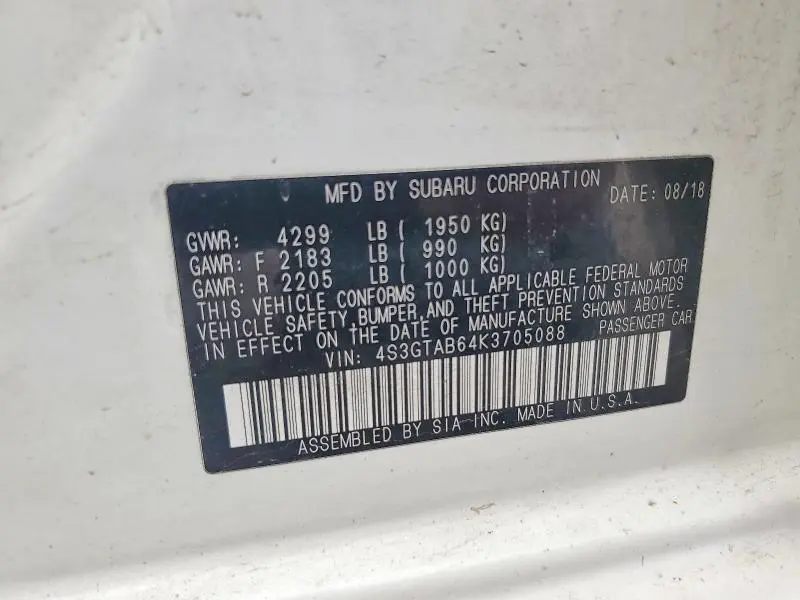 MFD BY SUBARU CORPORATION DATE: 08/18
GVWR: 4299 LB ( 1950 KG)
GAWR: F 2183 LB ( 990 KG)
GAWR: R 2205 LB ( 1000 KG)
THIS VEHICLE CONFORMS TO ALL APPLICABLE FEDERAL MOTOR
VEHICLE SAFETY,BUMPER,AND THEFT PREVENTION STANDARDS
IN EFFECT ON THE DATE OF MANUFACTURE SHOWN ABOVE.
VIN: 4S3GTAB64K3705088 PASSENGER CAR
ASSEMBLED BY SIA INC. MADE IN U.S.A.